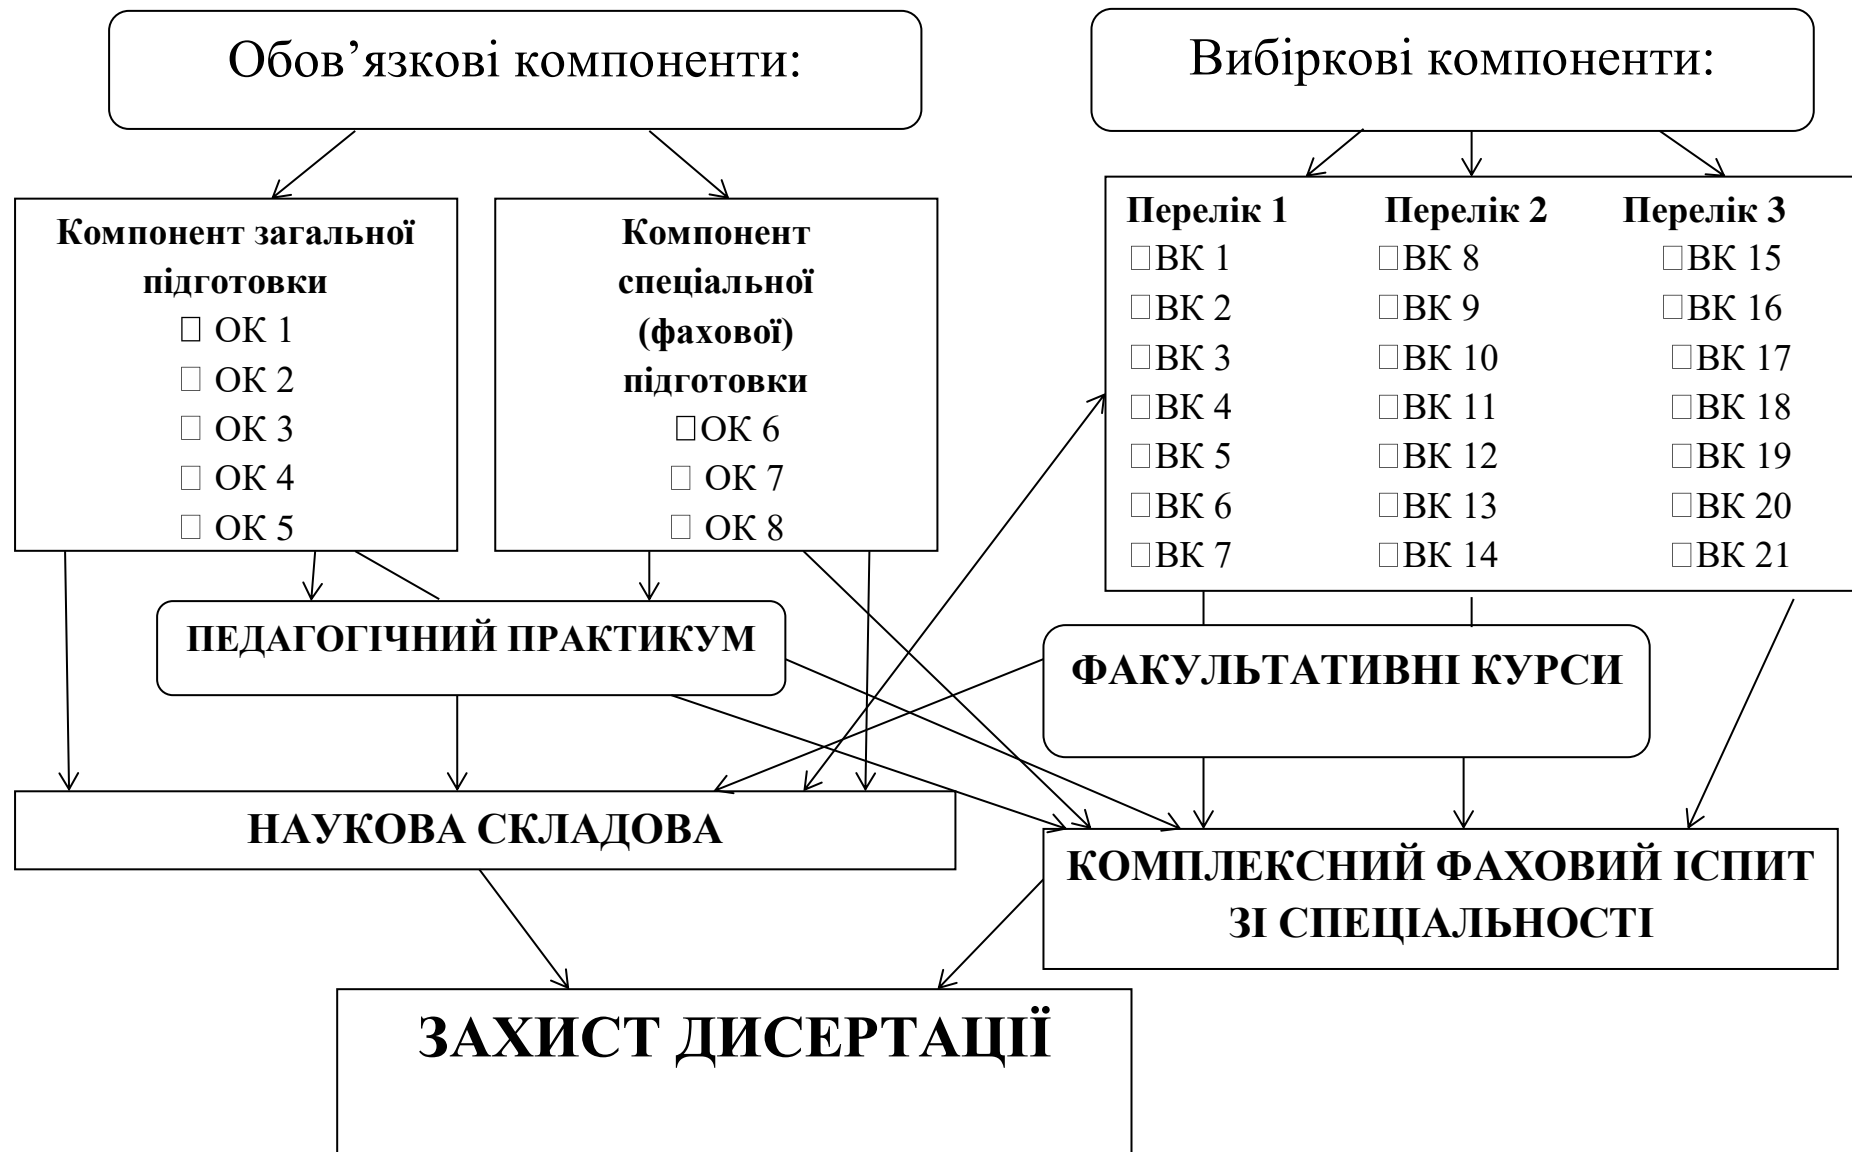 Обов’язкові компоненти:
Вибіркові компоненти:
Компонент загальної
підготовки
□ ОК 1
□ ОК 2
□ ОК 3
□ ОК 4
□ ОК 5
Компонент
спеціальної
(фахової)
підготовки
□ОК 6
□ ОК 7
□ ОК 8
Перелік 1 Перелік 2 Перелік 3
□ВК 1 □ВК 8 □ВК 15
□ВК 2 □ВК 9 □ВК 16
□ВК 3 □ВК 10 □ВК 17
□ВК 4 □ВК 11 □ВК 18
□ВК 5 □ВК 12 □ВК 19
□ВК 6 □ВК 13 □ВК 20
□ВК 7 □ВК 14 □ВК 21
ПЕДАГОГІЧНИЙ ПРАКТИКУМ
ФАКУЛЬТАТИВНІ КУРСИ
НАУКОВА СКЛАДОВА
КОМПЛЕКСНИЙ ФАХОВИЙ ІСПИТ
ЗІ СПЕЦІАЛЬНОСТІ
ЗАХИСТ ДИСЕРТАЦІЇ